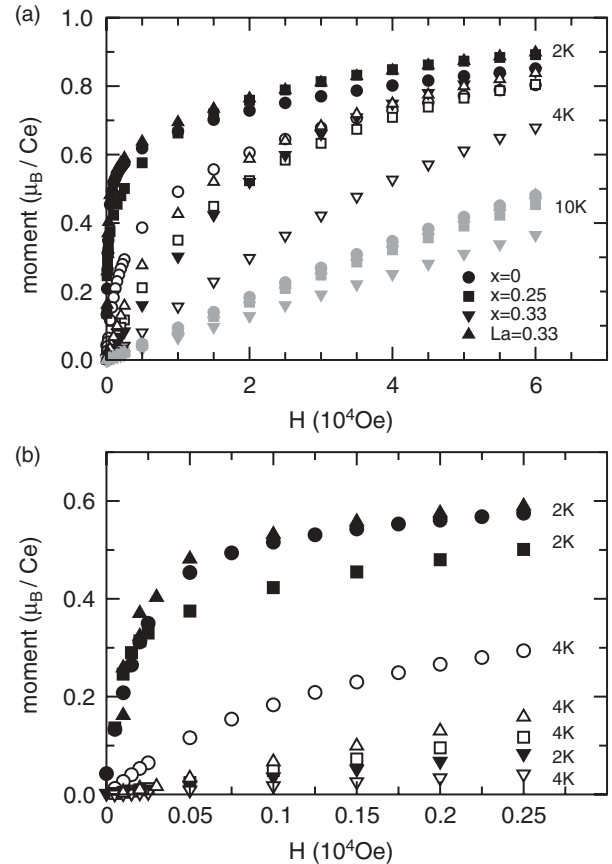 (a)
1.0
2K
0.8
4K
0.6
0.4
10K
0.2
0.0
moment (μB / Ce)
x=0
x=0.25
x=0.33
La=0.33
0 2 4 6
H (10⁴Oe)
(b)
0.6
2K
2K
0.4
4K
0.2
4K
4K
2K
4K
0.0
moment (μB / Ce)
0 0.05 0.1 0.15 0.2 0.25
H (10⁴Oe)